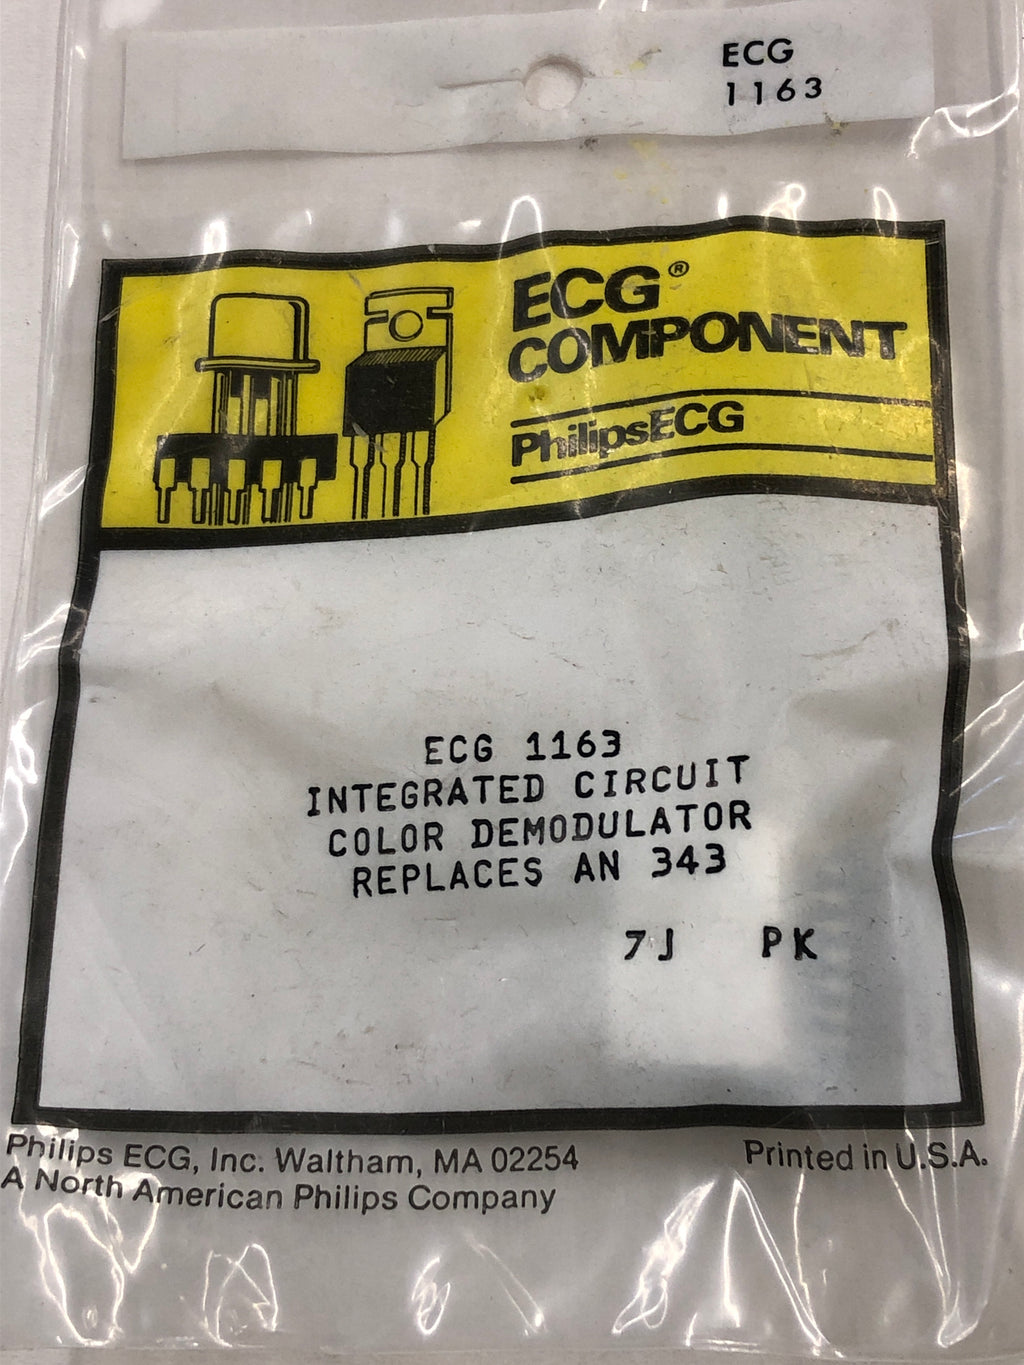 ECG
1163
ECG®
COMPONENT
PhilipsECG
ECG 1163
INTEGRATED CIRCUIT
COLOR DEMODULATOR
REPLACES AN 343
7J PK
Philips ECG, Inc. Waltham, MA 02254
A North American Philips Company
Printed in U.S.A.